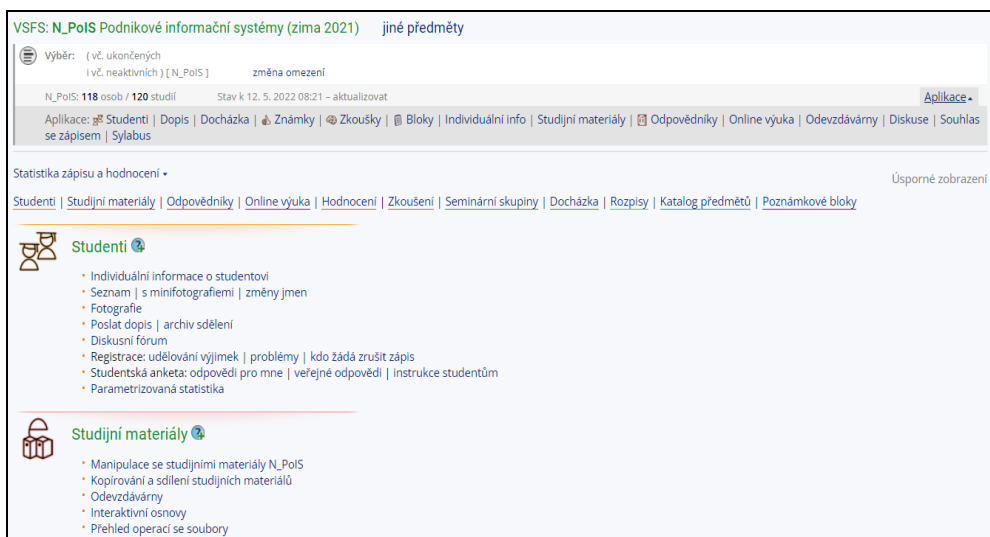 VSFS: N_PoIS Podnikové informační systémy (zima 2021) jiné předměty
Výběr: ( vč. ukončených
i vč. neaktivních ) [ N_PoIS ] změna omezení
N_PoIS: 118 osob / 120 studií Stav k 12. 5. 2022 08:21 – aktualizovat Aplikace
Aplikace: Studenti | Dopis | Docházka | Známky | Zkoušky | Bloky | Individuální info | Studijní materiály | Odpovědníky | Online výuka | Odevzdávárny | Diskuse | Souhlas
se zápisem | Sylabus
Statistika zápisu a hodnocení
Úsporné zobrazení
Studenti | Studijní materiály | Odpovědníky | Online výuka | Hodnocení | Zkoušení | Seminární skupiny | Docházka | Rozpisy | Katalog předmětů | Poznámkové bloky
Studenti
Individuální informace o studentovi
Seznam | s minifotografiemi | změny jmen
Fotografie
Poslat dopis | archiv sdělení
Diskusní fórum
Registrace: udělování výjimek | problémy | kdo žádá zrušit zápis
Studentská anketa: odpovědi pro mne | veřejné odpovědi | instrukce studentům
Parametrizovaná statistika
Studijní materiály
Manipulace se studijními materiály N_PoIS
Kopírování a sdílení studijních materiálů
Odevzdávárny
Interaktivní osnovy
Přehled operací se soubory